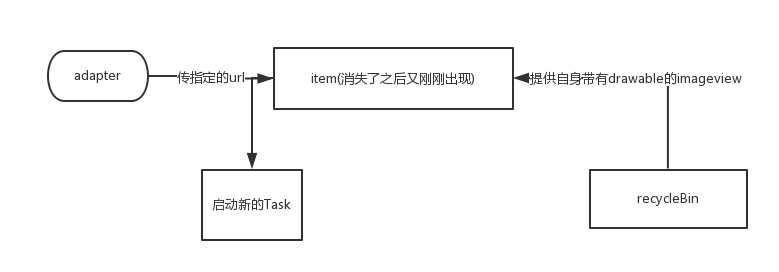 adapter
传指定的url
item(消失了之后又刚刚出现)
提供自身带有drawable的imageview
启动新的Task
recycleBin